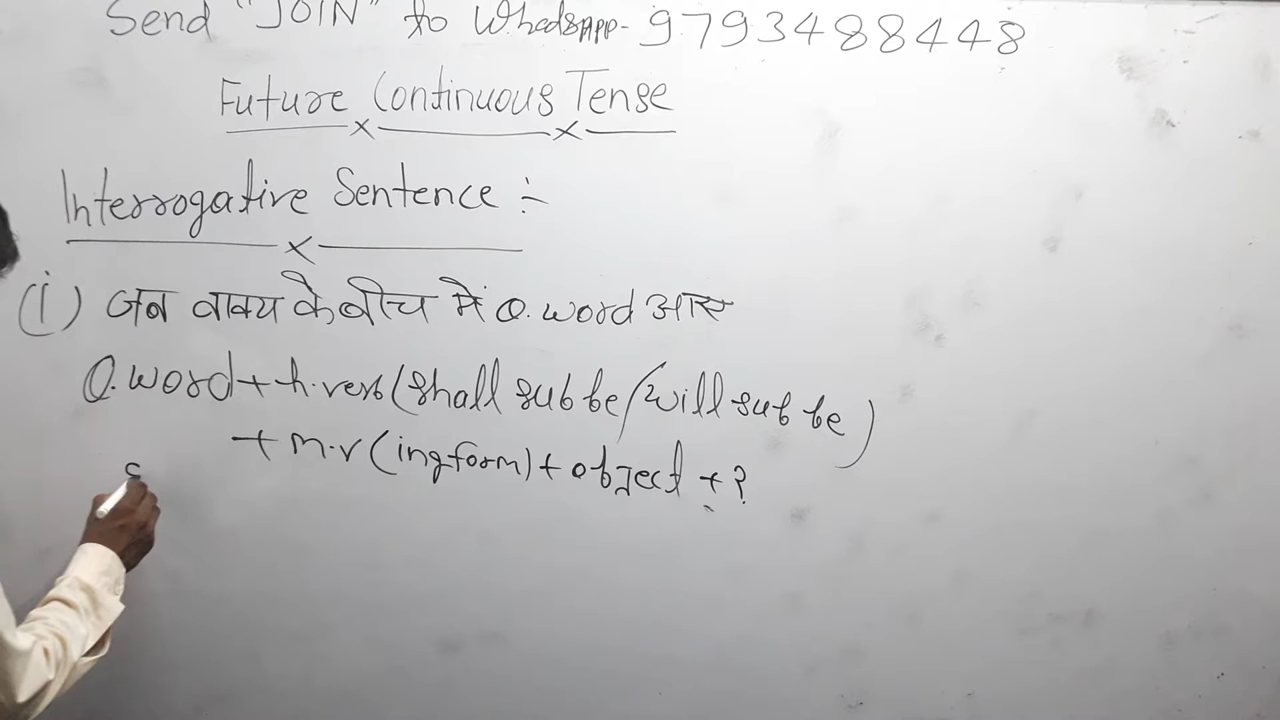 Send "JOIN" to WhatsApp- 9793488448
Future Continuous Tense
Interrogative Sentence :-
(i) जब वाक्य के बीच में Q. word आए
Q. word + h. verb (shall sub be / will sub be)
+ m.v (ing form) + object + ?